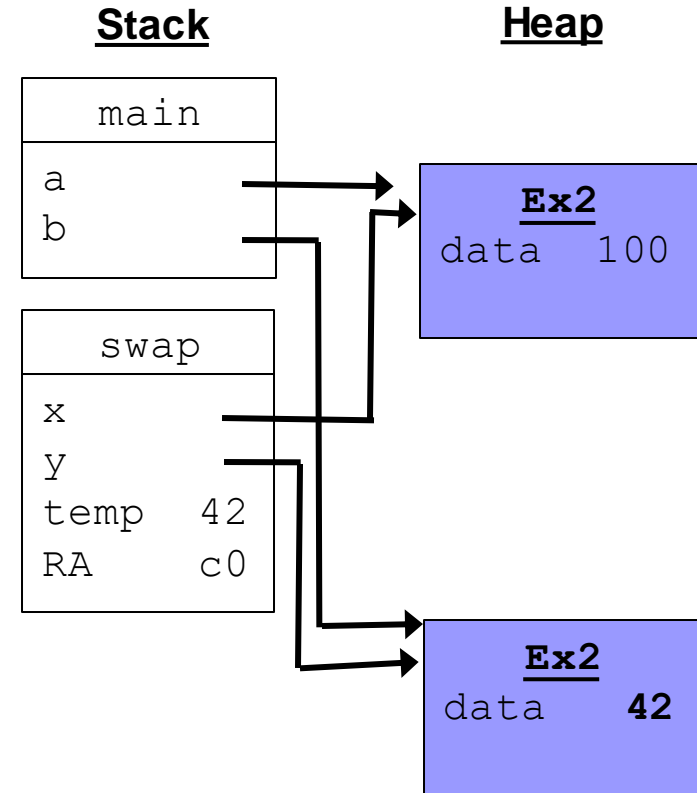 Stack
Heap
main
a
b
Ex2
data 100
swap
x
y
temp 42
RA c0
Ex2
data 42